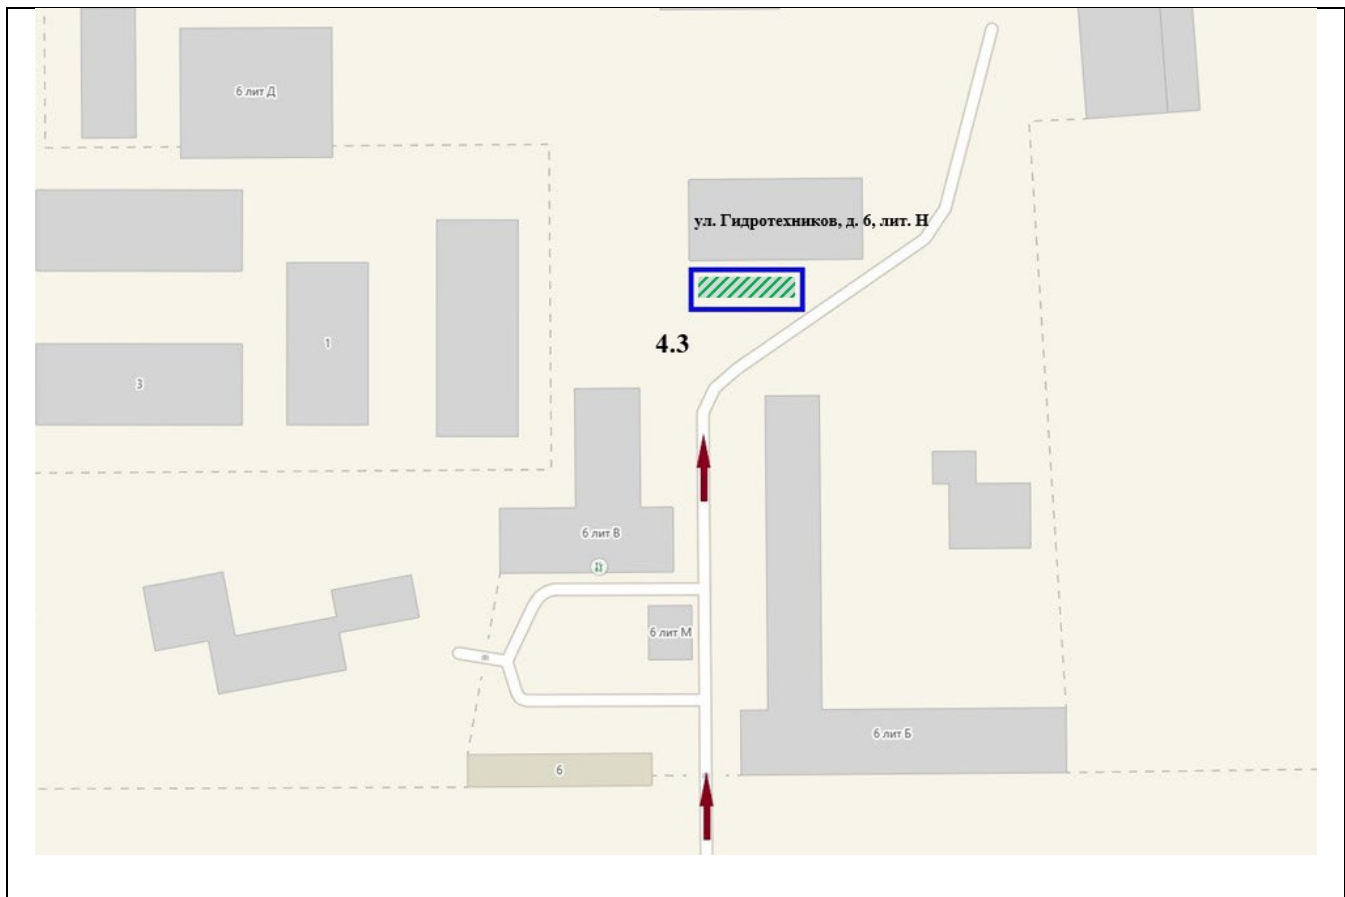 6 лит Д
ул. Гидротехников, д. 6, лит. Н
4.3
1
3
6 лит В
6 лит М
6 лит Б
6